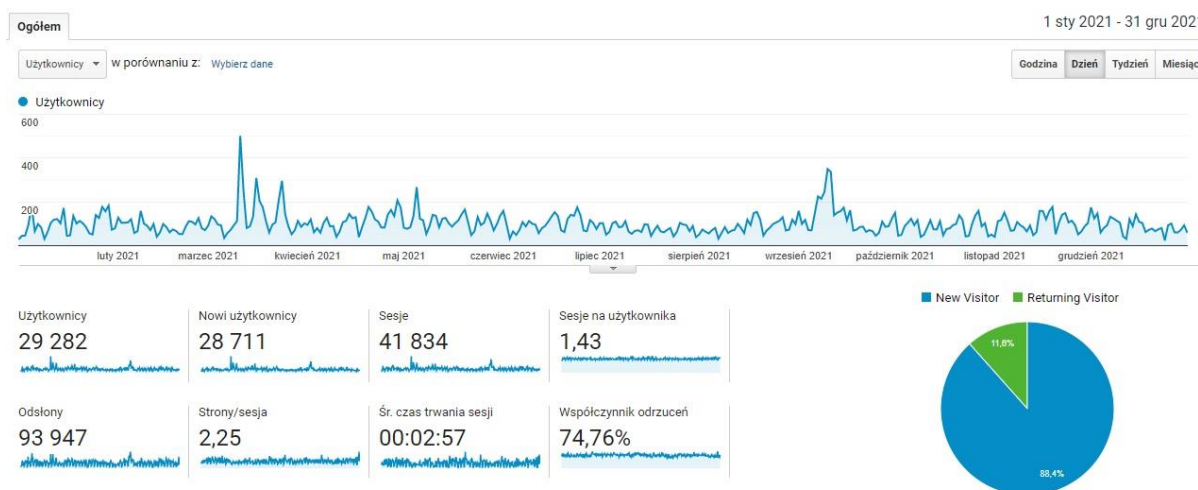 Ogółem
1 sty 2021 - 31 gru 2021
Użytkownicy w porównaniu z: Wybierz dane
Godzina Dzień Tydzień Miesiąc
Użytkownicy
600
400
200
luty 2021 marzec 2021 kwiecień 2021 maj 2021 czerwiec 2021 lipiec 2021 sierpień 2021 wrzesień 2021 październik 2021 listopad 2021 grudzień 2021
New Visitor Returning Visitor
Użytkownicy
29 282
Nowi użytkownicy
28 711
Sesje
41 834
Sesje na użytkownika
1,43
Odsłony
93 947
Strony/sesja
2,25
Śr. czas trwania sesji
00:02:57
Współczynnik odrzuceń
74,76%
11,6%
88,4%